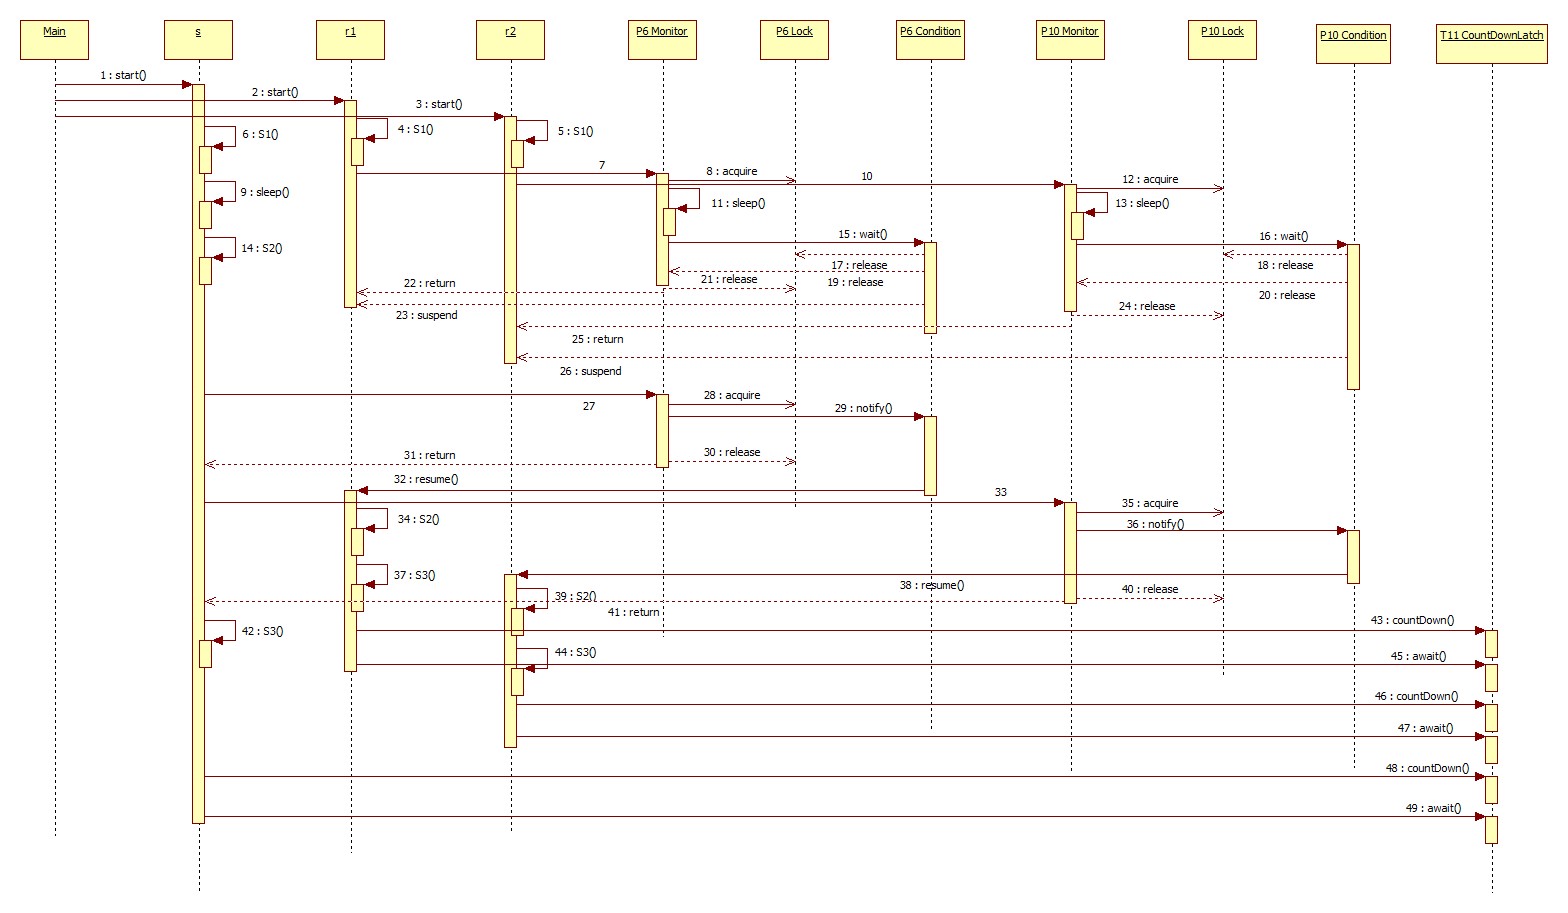 Main
s
r1
r2
P6 Monitor
P6 Lock
P6 Condition
P10 Monitor
P10 Lock
P10 Condition
T11 CountDownLatch
1 : start()
2 : start()
3 : start()
4 : S1()
5 : S1()
6 : S1()
7
8 : acquire
9 : sleep()
10
11 : sleep()
12 : acquire
13 : sleep()
14 : S2()
15 : wait()
16 : wait()
17 : release
18 : release
19 : release
20 : release
21 : release
22 : return
23 : suspend
24 : release
25 : return
26 : suspend
27
28 : acquire
29 : notify()
30 : release
31 : return
32 : resume()
33
34 : S2()
35 : acquire
36 : notify()
37 : S3()
38 : resume()
39 : S2()
40 : release
41 : return
42 : S3()
43 : countDown()
44 : S3()
45 : await()
46 : countDown()
47 : await()
48 : countDown()
49 : await()